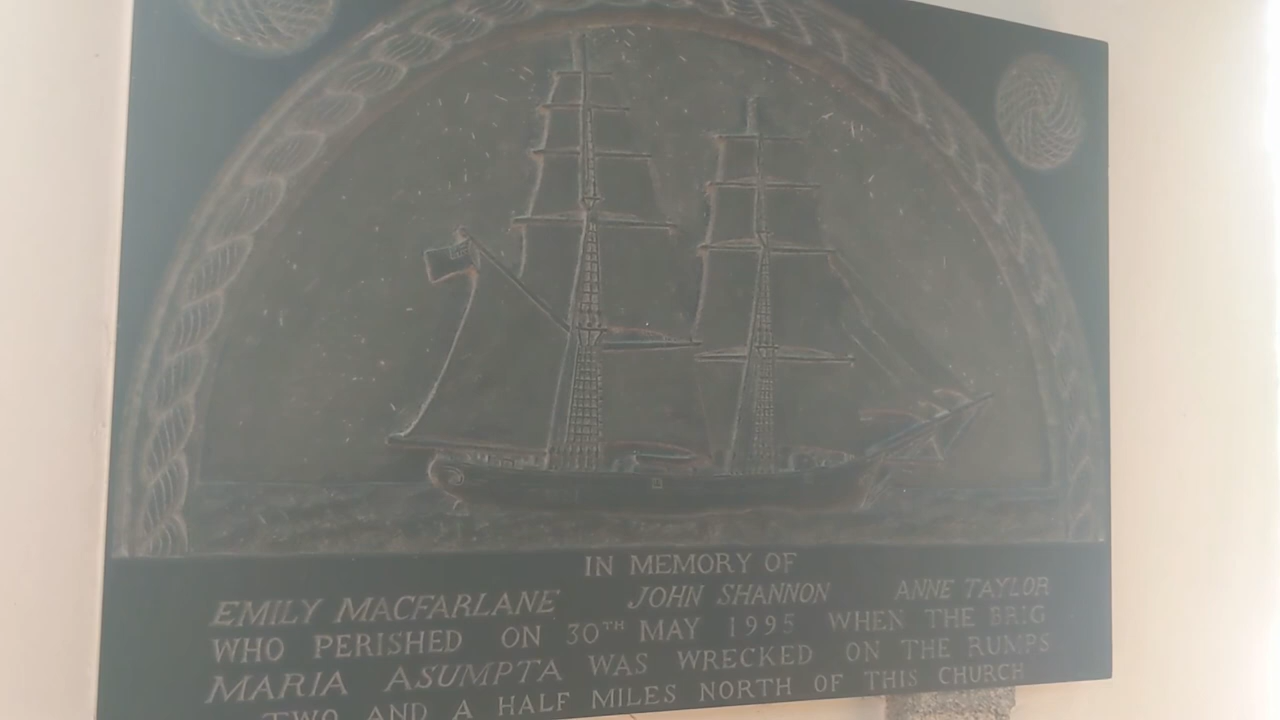 IN MEMORY OF
EMILY MACFARLANE JOHN SHANNON ANNE TAYLOR
WHO PERISHED ON 30TH MAY 1995 WHEN THE BRIG
MARIA ASUMPTA WAS WRECKED ON THE RUMPS
TWO AND A HALF MILES NORTH OF THIS CHURCH